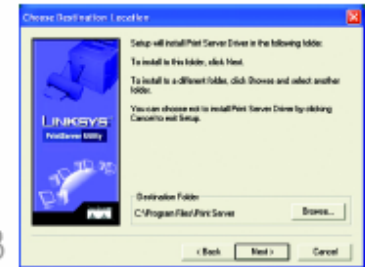 Choose Destination Location
Setup will install Print Server Driver in the following folder.
To install to this folder, click Next.
To install to a different folder, click Browse and select another
folder.
You can choose not to install Print Server Driver by clicking
Cancel to exit Setup.
LINKSYS
PrintServer Utility
Destination Folder
C:\Program Files\Print Server
Browse...
< Back
Next >
Cancel